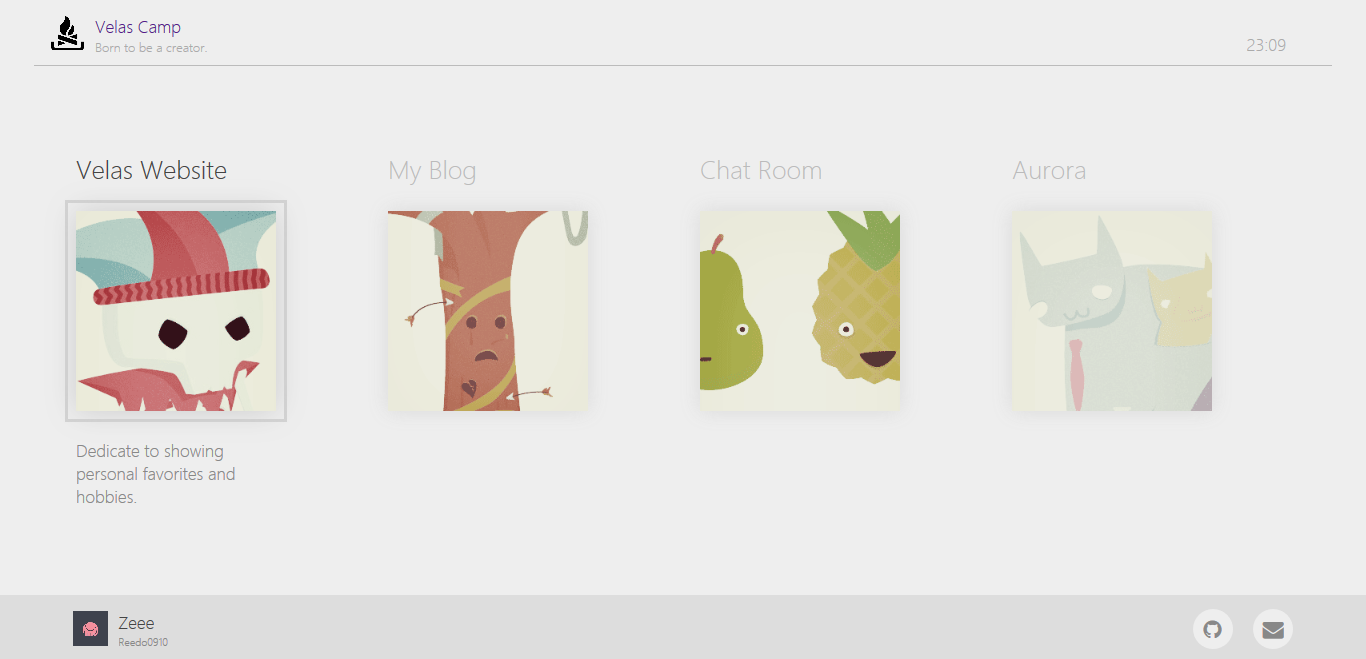 Velas Camp
Born to be a creator.
23:09
Velas Website
My Blog
Chat Room
Aurora
Dedicate to showing
personal favorites and
hobbies.
Zeee
Reedo0910